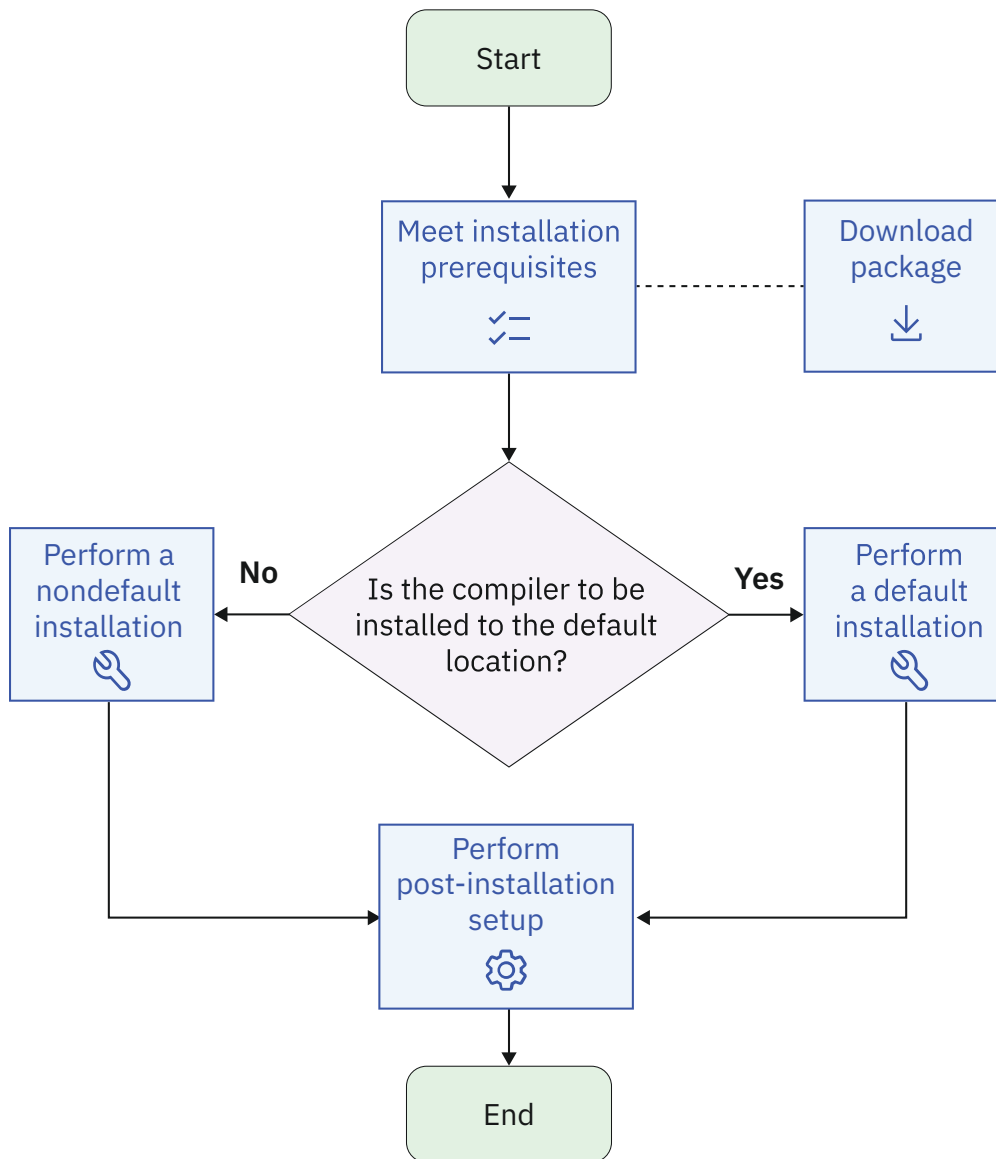 Start
Meet installation
prerequisites
Download
package
Is the compiler to be
installed to the default
location?
No
Yes
Perform a
nondefault
installation
Perform
a default
installation
Perform
post-installation
setup
End